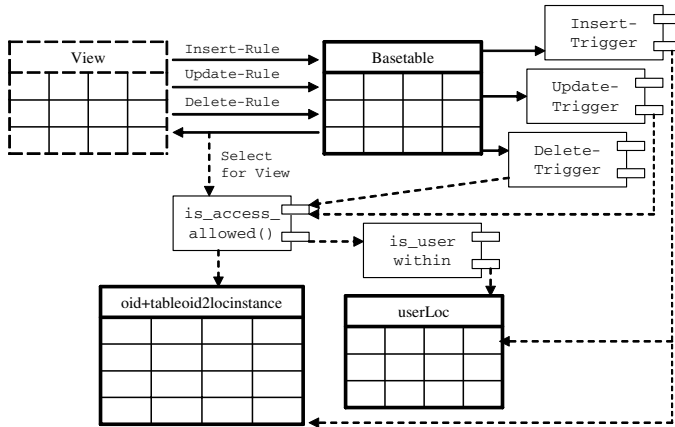 Insert-
Trigger
View
Insert-Rule
Basetable
Update-Rule
Update-
Trigger
Delete-Rule
Delete-
Trigger
Select
for View
is_access_
allowed()
is_user
within
oid+tableoid2locinstance
userLoc